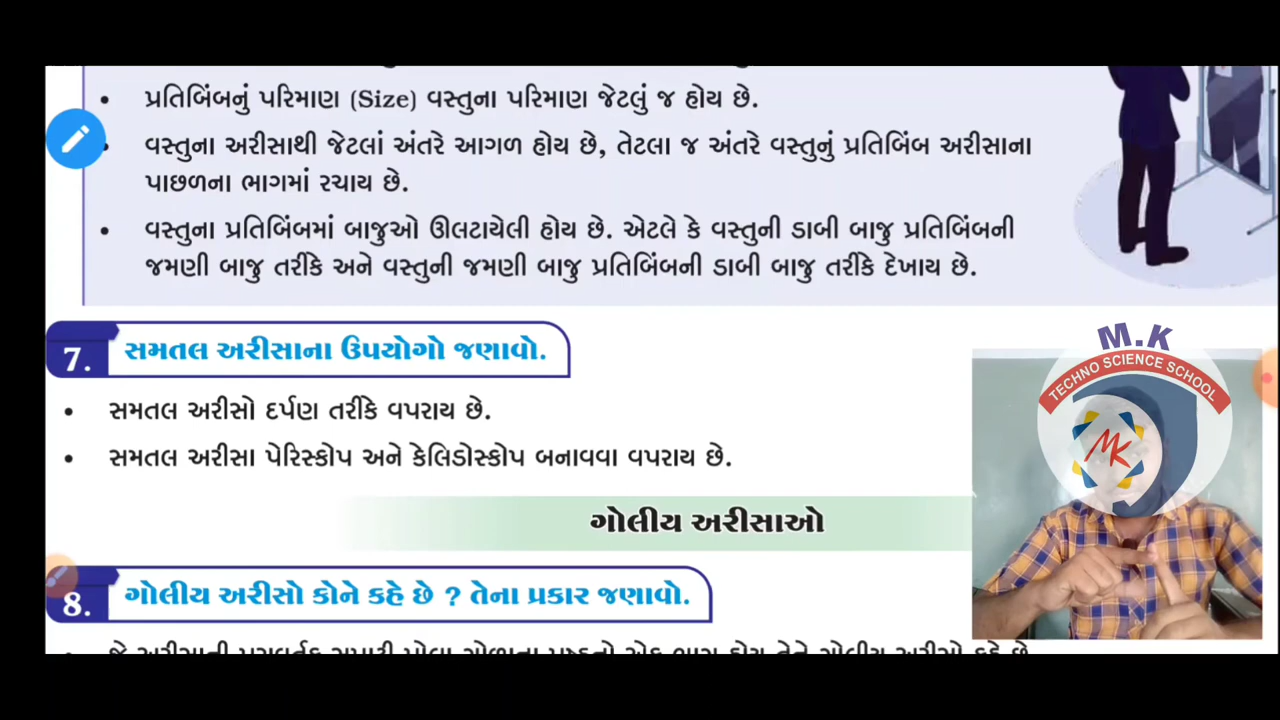 • પ્રતિબિંબનું પરિમાણ (Size) વસ્તુના પરિમાણ જેટલું જ હોય છે.
વસ્તુના અરીસાથી જેટલાં અંતરે આગળ હોય છે, તેટલા જ અંતરે વસ્તુનું પ્રતિબિંબ અરીસાના
પાછળના ભાગમાં રચાય છે.
• વસ્તુના પ્રતિબિંબમાં બાજુઓ ઊલટાયેલી હોય છે. એટલે કે વસ્તુની ડાબી બાજુ પ્રતિબિંબની
જમણી બાજુ તરીકે અને વસ્તુની જમણી બાજુ પ્રતિબિંબની ડાબી બાજુ તરીકે દેખાય છે.
7. સમતલ અરીસાના ઉપયોગો જણાવો.
• સમતલ અરીસો દર્પણ તરીકે વપરાય છે.
• સમતલ અરીસા પેરિસ્કોપ અને કેલિડોસ્કોપ બનાવવા વપરાય છે.
M.K
TECHNO SCIENCE SCHOOL
MK
ગોલીય અરીસાઓ
8. ગોલીય અરીસો કોને કહે છે ? તેના પ્રકાર જણાવો.